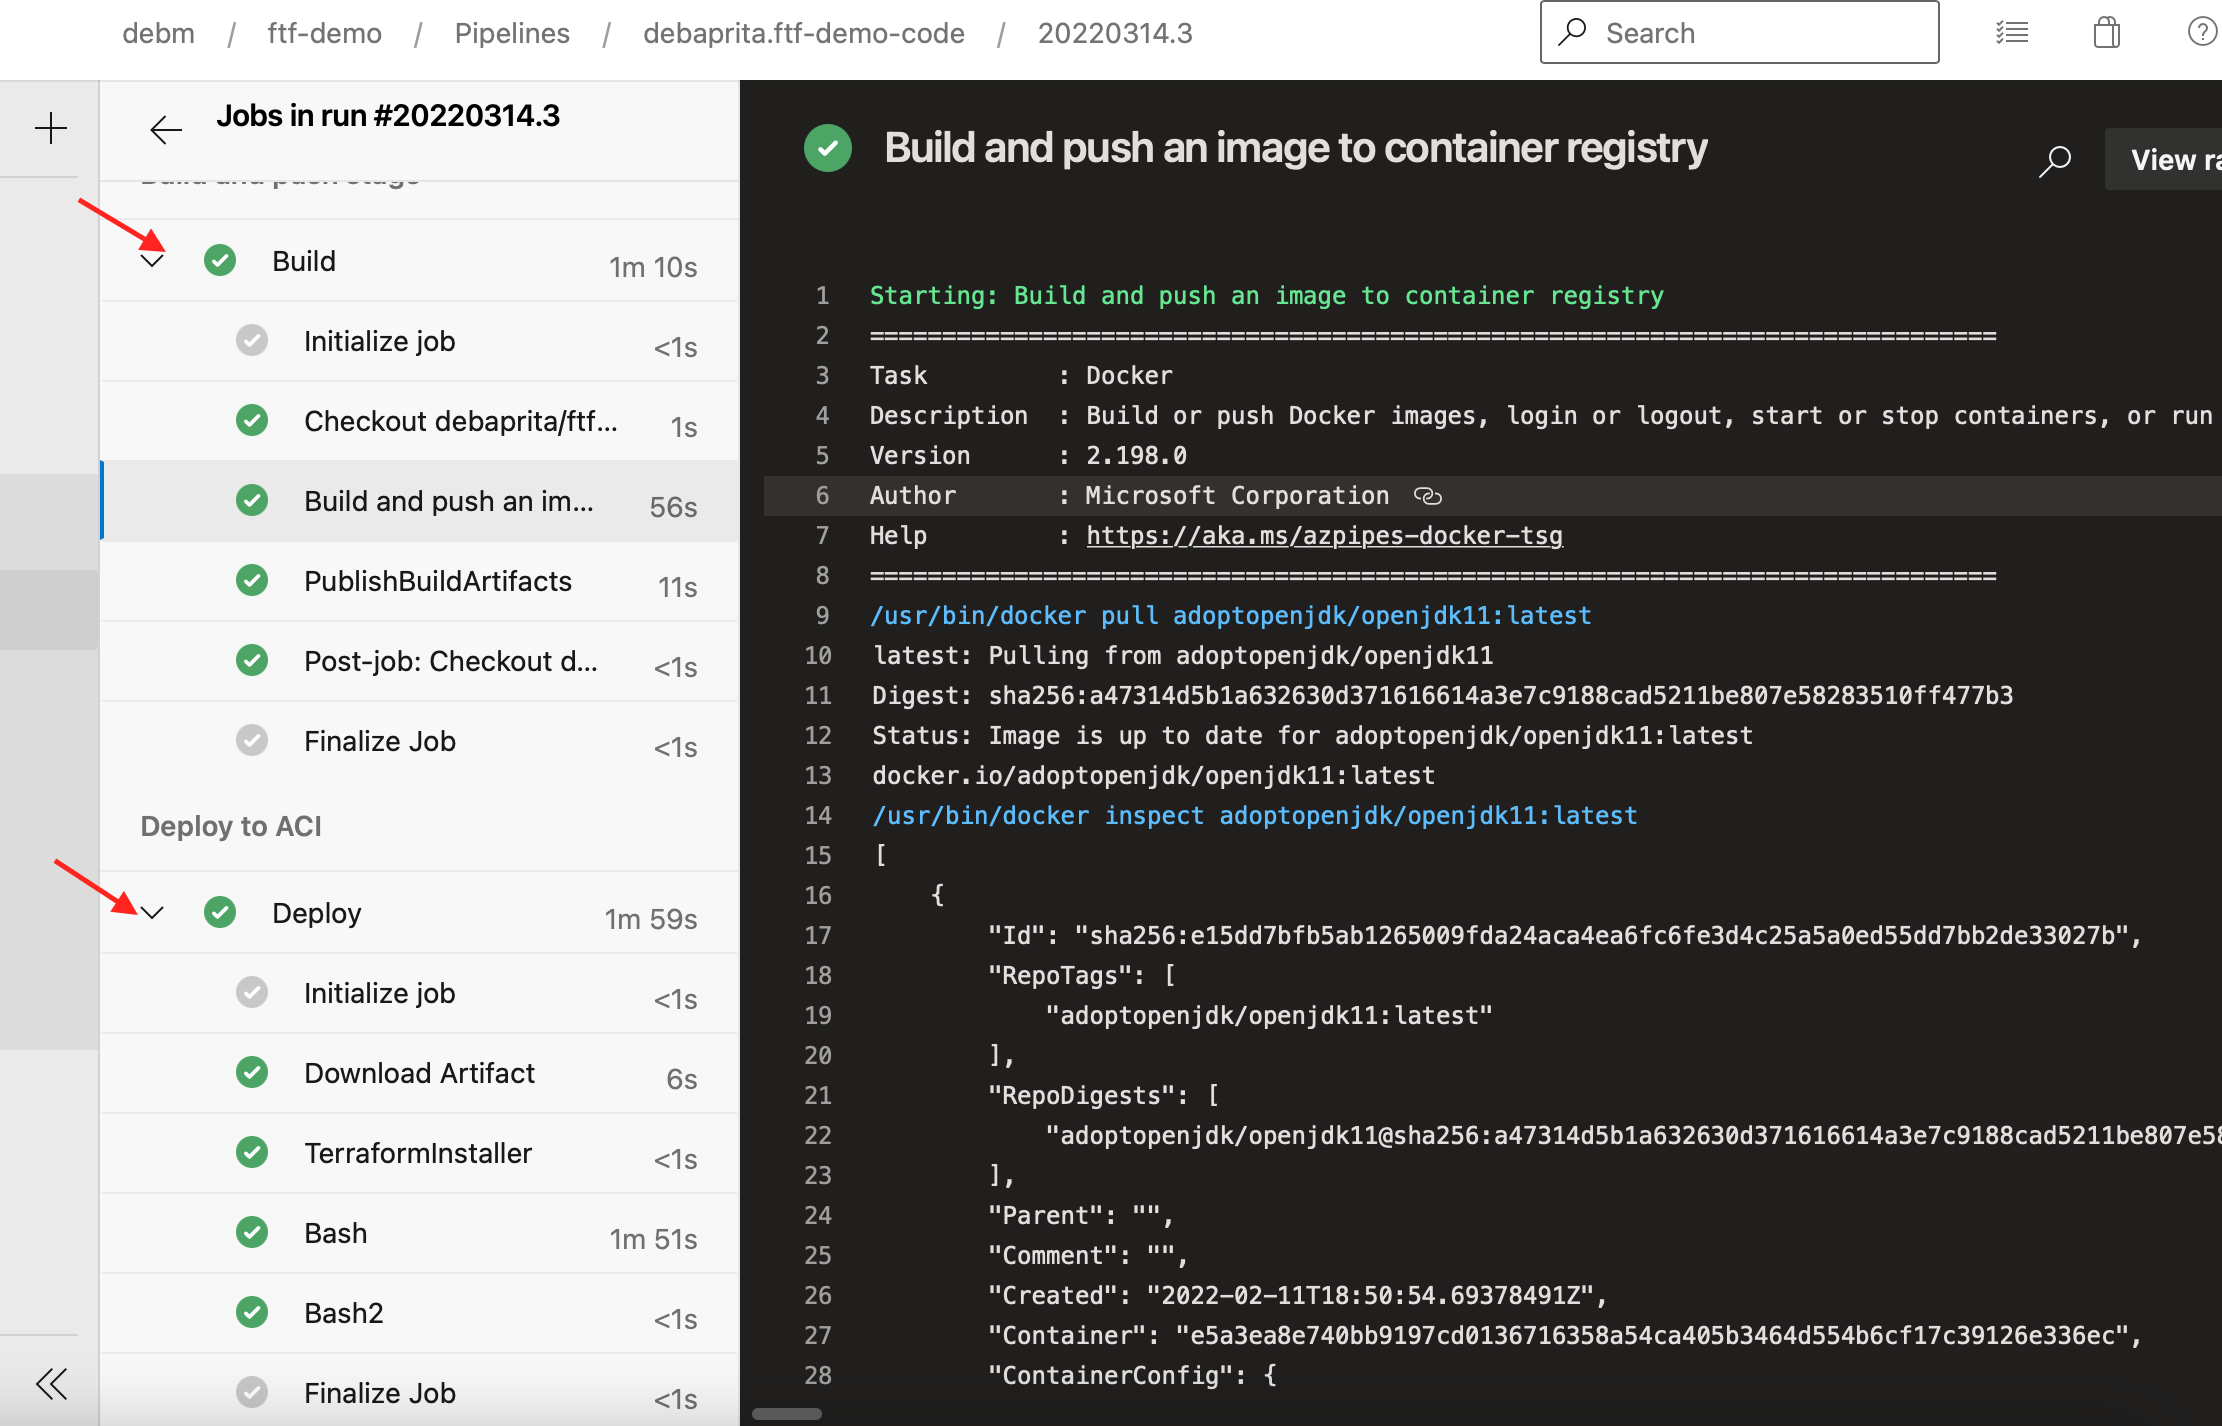 debm / ftf-demo / Pipelines / debaprita.ftf-demo-code / 20220314.3
Search
Jobs in run #20220314.3
Build and push stage
Build 1m 10s
Initialize job <1s
Checkout debaprita/ftf... 1s
Build and push an im... 56s
PublishBuildArtifacts 11s
Post-job: Checkout d... <1s
Finalize Job <1s
Deploy to ACI
Deploy 1m 59s
Initialize job <1s
Download Artifact 6s
TerraformInstaller <1s
Bash 1m 51s
Bash2 <1s
Finalize Job <1s
Build and push an image to container registry
View ra
1 Starting: Build and push an image to container registry
2 ==============================================================================
3 Task : Docker
4 Description : Build or push Docker images, login or logout, start or stop containers, or run
5 Version : 2.198.0
6 Author : Microsoft Corporation
7 Help : https://aka.ms/azpipes-docker-tsg
8 ==============================================================================
9 /usr/bin/docker pull adoptopenjdk/openjdk11:latest
10 latest: Pulling from adoptopenjdk/openjdk11
11 Digest: sha256:a47314d5b1a632630d371616614a3e7c9188cad5211be807e58283510ff477b3
12 Status: Image is up to date for adoptopenjdk/openjdk11:latest
13 docker.io/adoptopenjdk/openjdk11:latest
14 /usr/bin/docker inspect adoptopenjdk/openjdk11:latest
15 [
16 {
17 "Id": "sha256:e15dd7bfb5ab1265009fda24aca4ea6fc6fe3d4c25a5a0ed55dd7bb2de33027b",
18 "RepoTags": [
19 "adoptopenjdk/openjdk11:latest"
20 ],
21 "RepoDigests": [
22 "adoptopenjdk/openjdk11@sha256:a47314d5b1a632630d371616614a3e7c9188cad5211be807e58
23 ],
24 "Parent": "",
25 "Comment": "",
26 "Created": "2022-02-11T18:50:54.69378491Z",
27 "Container": "e5a3ea8e740bb9197cd0136716358a54ca405b3464d554b6cf17c39126e336ec",
28 "ContainerConfig": {